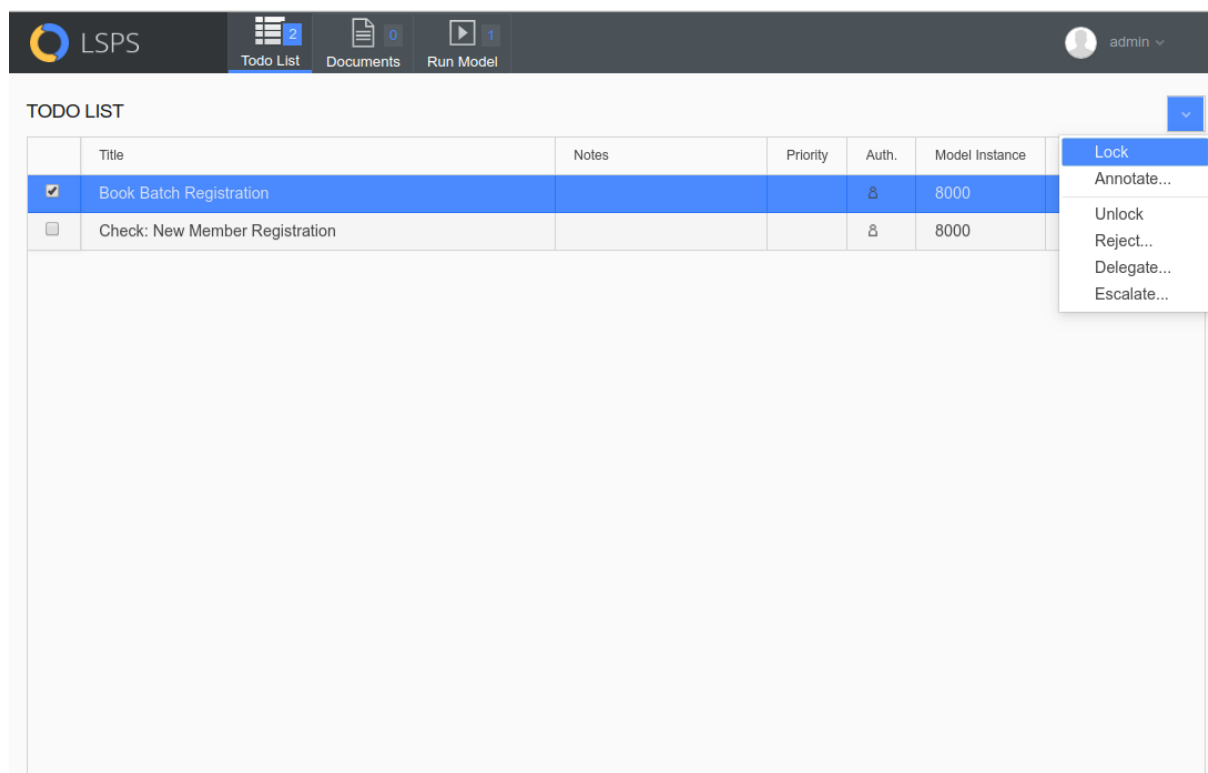 LSPS
2
Todo List
0
Documents
1
Run Model
admin
TODO LIST
Title Notes Priority Auth. Model Instance
Book Batch Registration 8000
Check: New Member Registration 8000
Lock
Annotate...
Unlock
Reject...
Delegate...
Escalate...